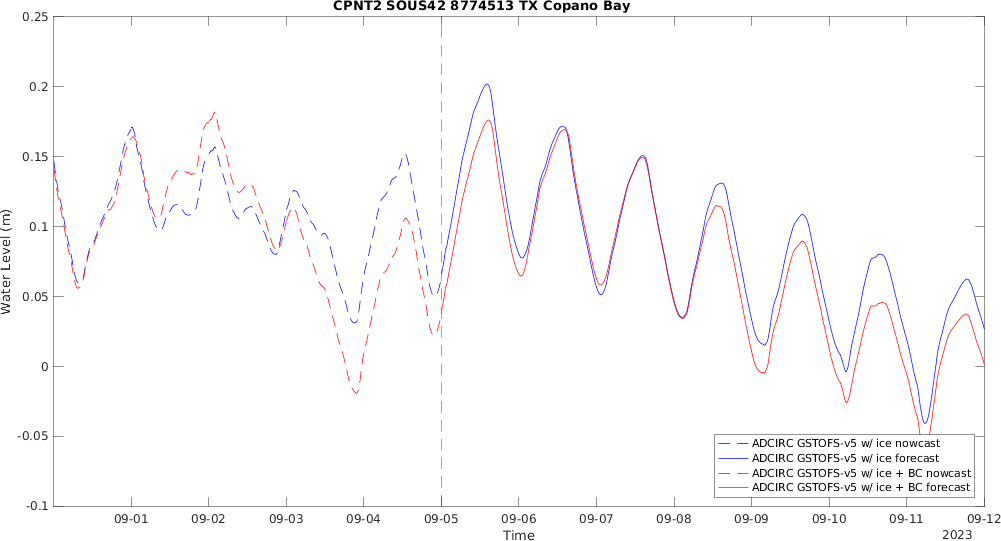 CPNT2 SOUS42 8774513 TX Copano Bay
0.25
0.2
0.15
0.1
0.05
0
-0.05
-0.1
Water Level (m)
ADCIRC GSTOFS-v5 w/ ice nowcast
ADCIRC GSTOFS-v5 w/ ice forecast
ADCIRC GSTOFS-v5 w/ ice + BC nowcast
ADCIRC GSTOFS-v5 w/ ice + BC forecast
09-01 09-02 09-03 09-04 09-05 09-06 09-07 09-08 09-09 09-10 09-11 09-12
Time
2023